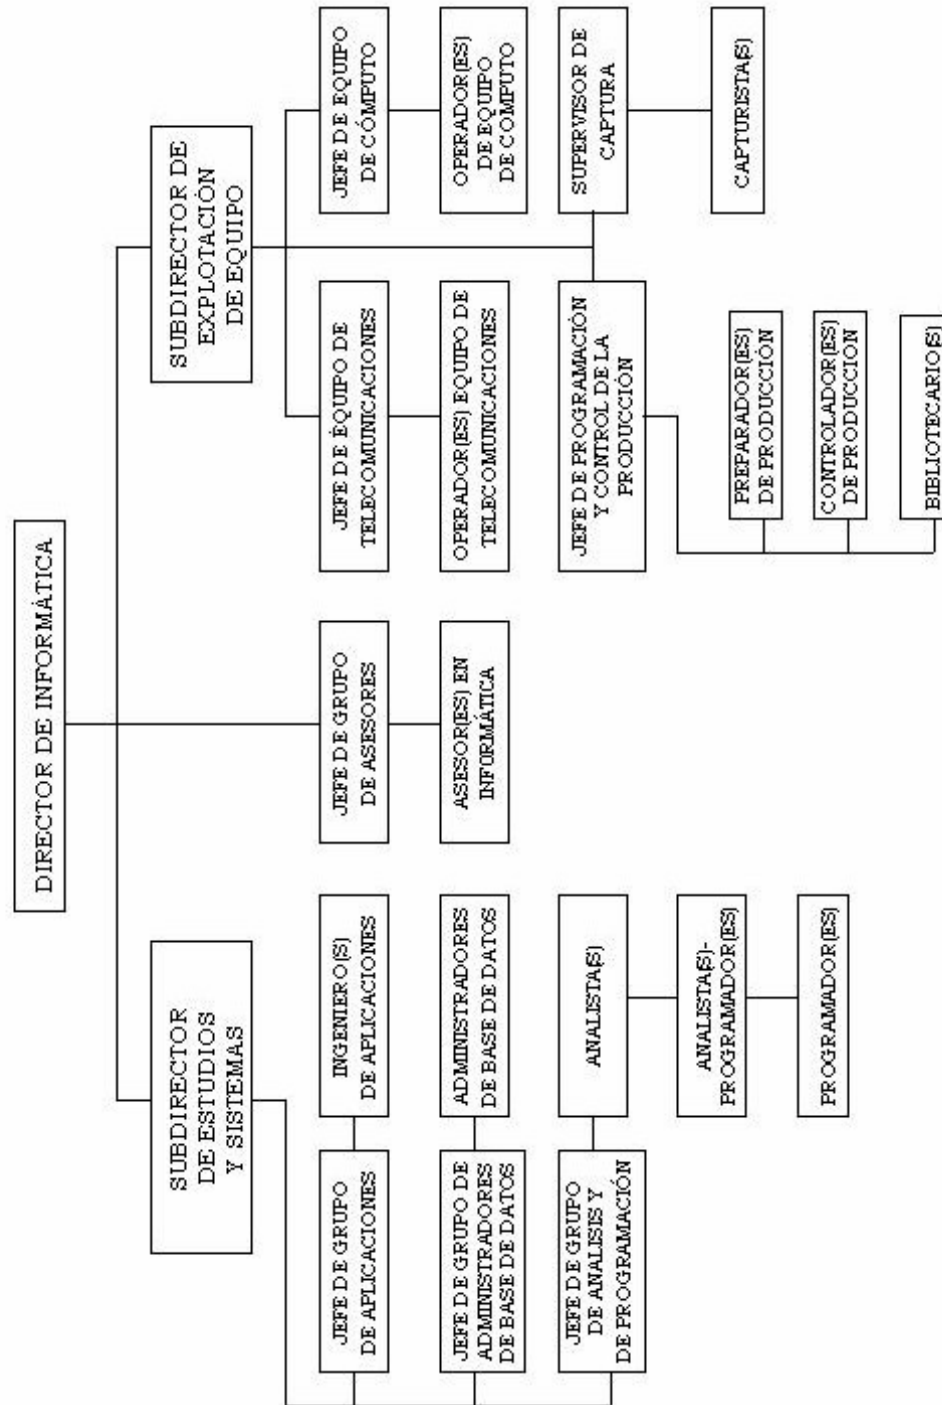 DIRECTOR DE INFORMÁTICA
SUBDIRECTOR
DE ESTUDIOS
Y SISTEMAS
SUBDIRECTOR DE
EXPLOTACIÓN
DE EQUIPO
JEFE DE GRUPO
DE APLICACIONES
INGENIERO(S)
DE APLICACIONES
JEFE DE GRUPO
DE ASESORES
JEFE DE EQUIPO DE
TELECOMUNICACIONES
JEFE DE EQUIPO
DE CÓMPUTO
JEFE DE GRUPO DE
ADMINISTRADORES
DE BASE DE DATOS
ADMINISTRADORES
DE BASE DE DATOS
ASESOR(ES) EN
INFORMÁTICA
OPERADOR(ES) EQUIPO DE
TELECOMUNICACIONES
OPERADOR(ES)
DE EQUIPO
DE COMPUTO
JEFE DE GRUPO
DE ANALISIS Y
DE PROGRAMACIÓN
ANALISTA(S)
JEFE DE PROGRAMACIÓN
Y CONTROL DE LA
PRODUCCIÓN
SUPERVISOR DE
CAPTURA
ANALISTA(S)-
PROGRAMADOR(ES)
PREPARADOR(ES)
DE PRODUCCIÓN
CAPTURISTA(S)
PROGRAMADOR(ES)
CONTROLADOR(ES)
DE PRODUCCION
BIBLIOTECARIO(S)